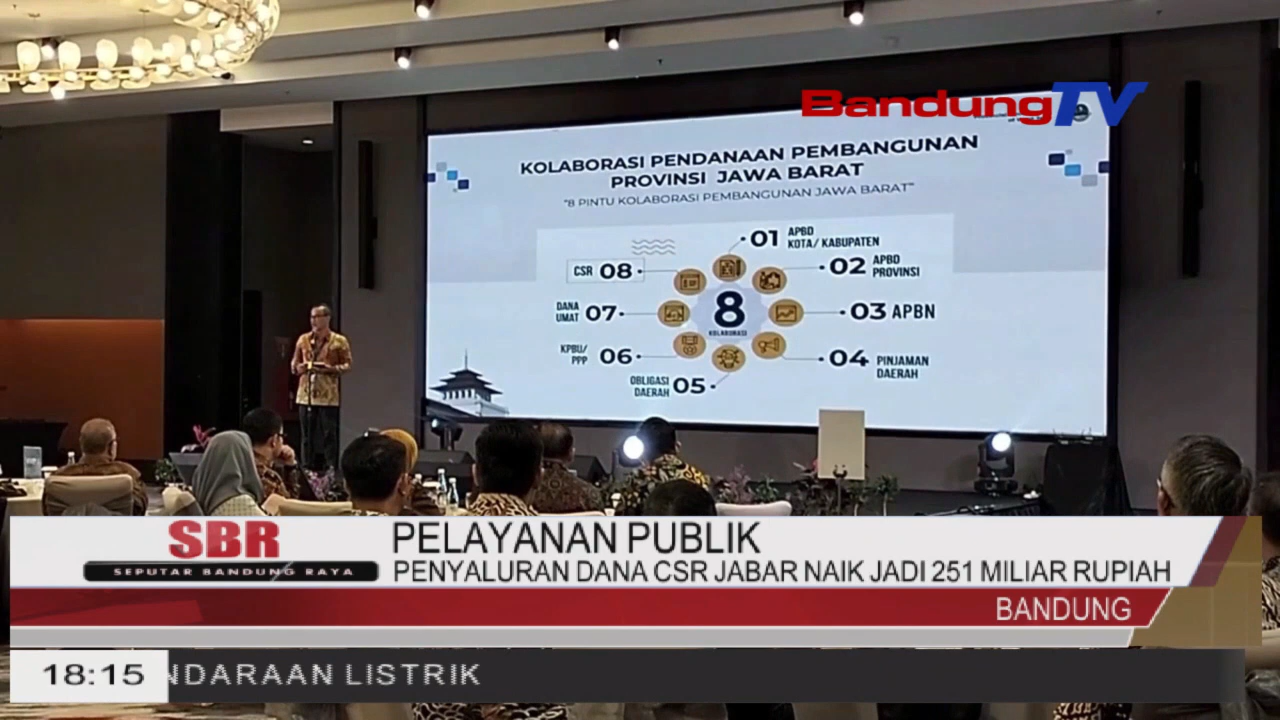 BandungTV
KOLABORASI PENDANAAN PEMBANGUNAN
PROVINSI JAWA BARAT
"8 PINTU KOLABORASI PEMBANGUNAN JAWA BARAT"
01 APBD
KOTA/ KABUPATEN
02 APBD
PROVINSI
03 APBN
04 PINJAMAN
DAERAH
OBLIGASI
DAERAH 05
KPBU/
PPP 06
DANA
UMAT 07
CSR 08
8
KOLABORASI
SBR
SEPUTAR BANDUNG RAYA
PELAYANAN PUBLIK
PENYALURAN DANA CSR JABAR NAIK JADI 251 MILIAR RUPIAH
BANDUNG
18:15
NDARAAN LISTRIK